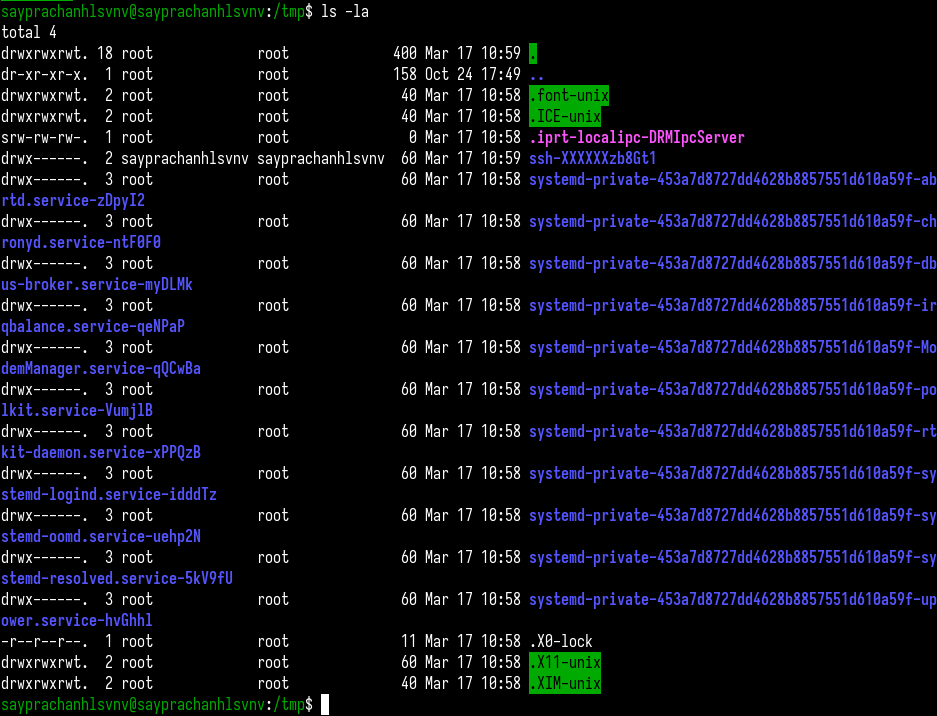 sayprachanhlsvnv@sayprachanhlsvnv:/tmp$ ls -la
total 4
drwxrwxrwt. 18 root             root             400 Mar 17 10:59 .
dr-xr-xr-x.  1 root             root             158 Oct 24 17:49 ..
drwxrwxrwt.  2 root             root              40 Mar 17 10:58 .font-unix
drwxrwxrwt.  2 root             root              40 Mar 17 10:58 .ICE-unix
srw-rw-rw-.  1 root             root               0 Mar 17 10:58 .iprt-localipc-DRMIpcServer
drwx------.  2 sayprachanhlsvnv sayprachanhlsvnv  60 Mar 17 10:59 ssh-XXXXXXzb8Gt1
drwx------.  3 root             root              60 Mar 17 10:58 systemd-private-453a7d8727dd4628b8857551d610a59f-ab
rtd.service-zDpyI2
drwx------.  3 root             root              60 Mar 17 10:58 systemd-private-453a7d8727dd4628b8857551d610a59f-ch
ronyd.service-ntF0F0
drwx------.  3 root             root              60 Mar 17 10:58 systemd-private-453a7d8727dd4628b8857551d610a59f-db
us-broker.service-myDLMk
drwx------.  3 root             root              60 Mar 17 10:58 systemd-private-453a7d8727dd4628b8857551d610a59f-ir
qbalance.service-qeNPaP
drwx------.  3 root             root              60 Mar 17 10:58 systemd-private-453a7d8727dd4628b8857551d610a59f-Mo
demManager.service-qQCwBa
drwx------.  3 root             root              60 Mar 17 10:58 systemd-private-453a7d8727dd4628b8857551d610a59f-po
lkit.service-VumjlB
drwx------.  3 root             root              60 Mar 17 10:58 systemd-private-453a7d8727dd4628b8857551d610a59f-rt
kit-daemon.service-xPPQzB
drwx------.  3 root             root              60 Mar 17 10:58 systemd-private-453a7d8727dd4628b8857551d610a59f-sy
stemd-logind.service-idddTz
drwx------.  3 root             root              60 Mar 17 10:58 systemd-private-453a7d8727dd4628b8857551d610a59f-sy
stemd-oomd.service-uehp2N
drwx------.  3 root             root              60 Mar 17 10:58 systemd-private-453a7d8727dd4628b8857551d610a59f-sy
stemd-resolved.service-5kV9fU
drwx------.  3 root             root              60 Mar 17 10:58 systemd-private-453a7d8727dd4628b8857551d610a59f-up
ower.service-hvGhhl
-r--r--r--.  1 root             root              11 Mar 17 10:58 .X0-lock
drwxrwxrwt.  2 root             root              60 Mar 17 10:58 .X11-unix
drwxrwxrwt.  2 root             root              40 Mar 17 10:58 .XIM-unix
sayprachanhlsvnv@sayprachanhlsvnv:/tmp$